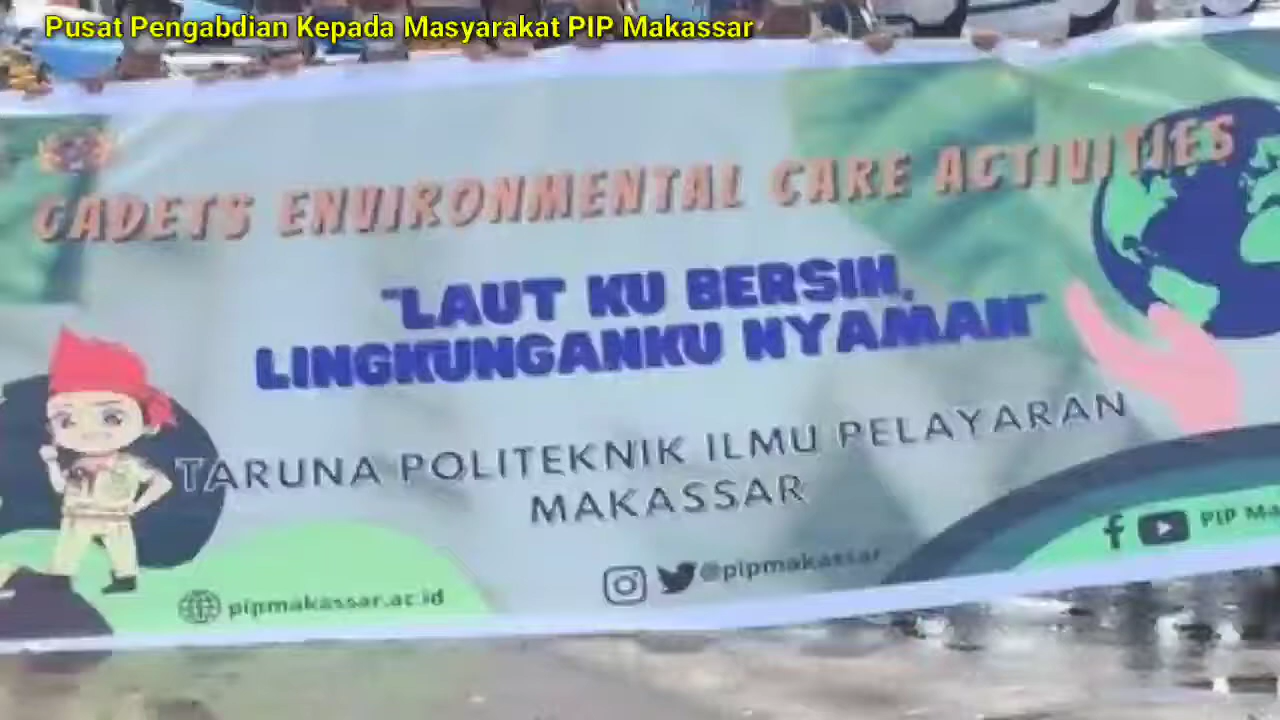 Pusat Pengabdian Kepada Masyarakat PIP Makassar
CADETS ENVIRONMENTAL CARE ACTIVITIES
"LAUT KU BERSIH,
LINGKUNGANKU NYAMAN"
TARUNA POLITEKNIK ILMU PELAYARAN
MAKASSAR
@pipmakassar
pipmakassar.ac.id
PIP